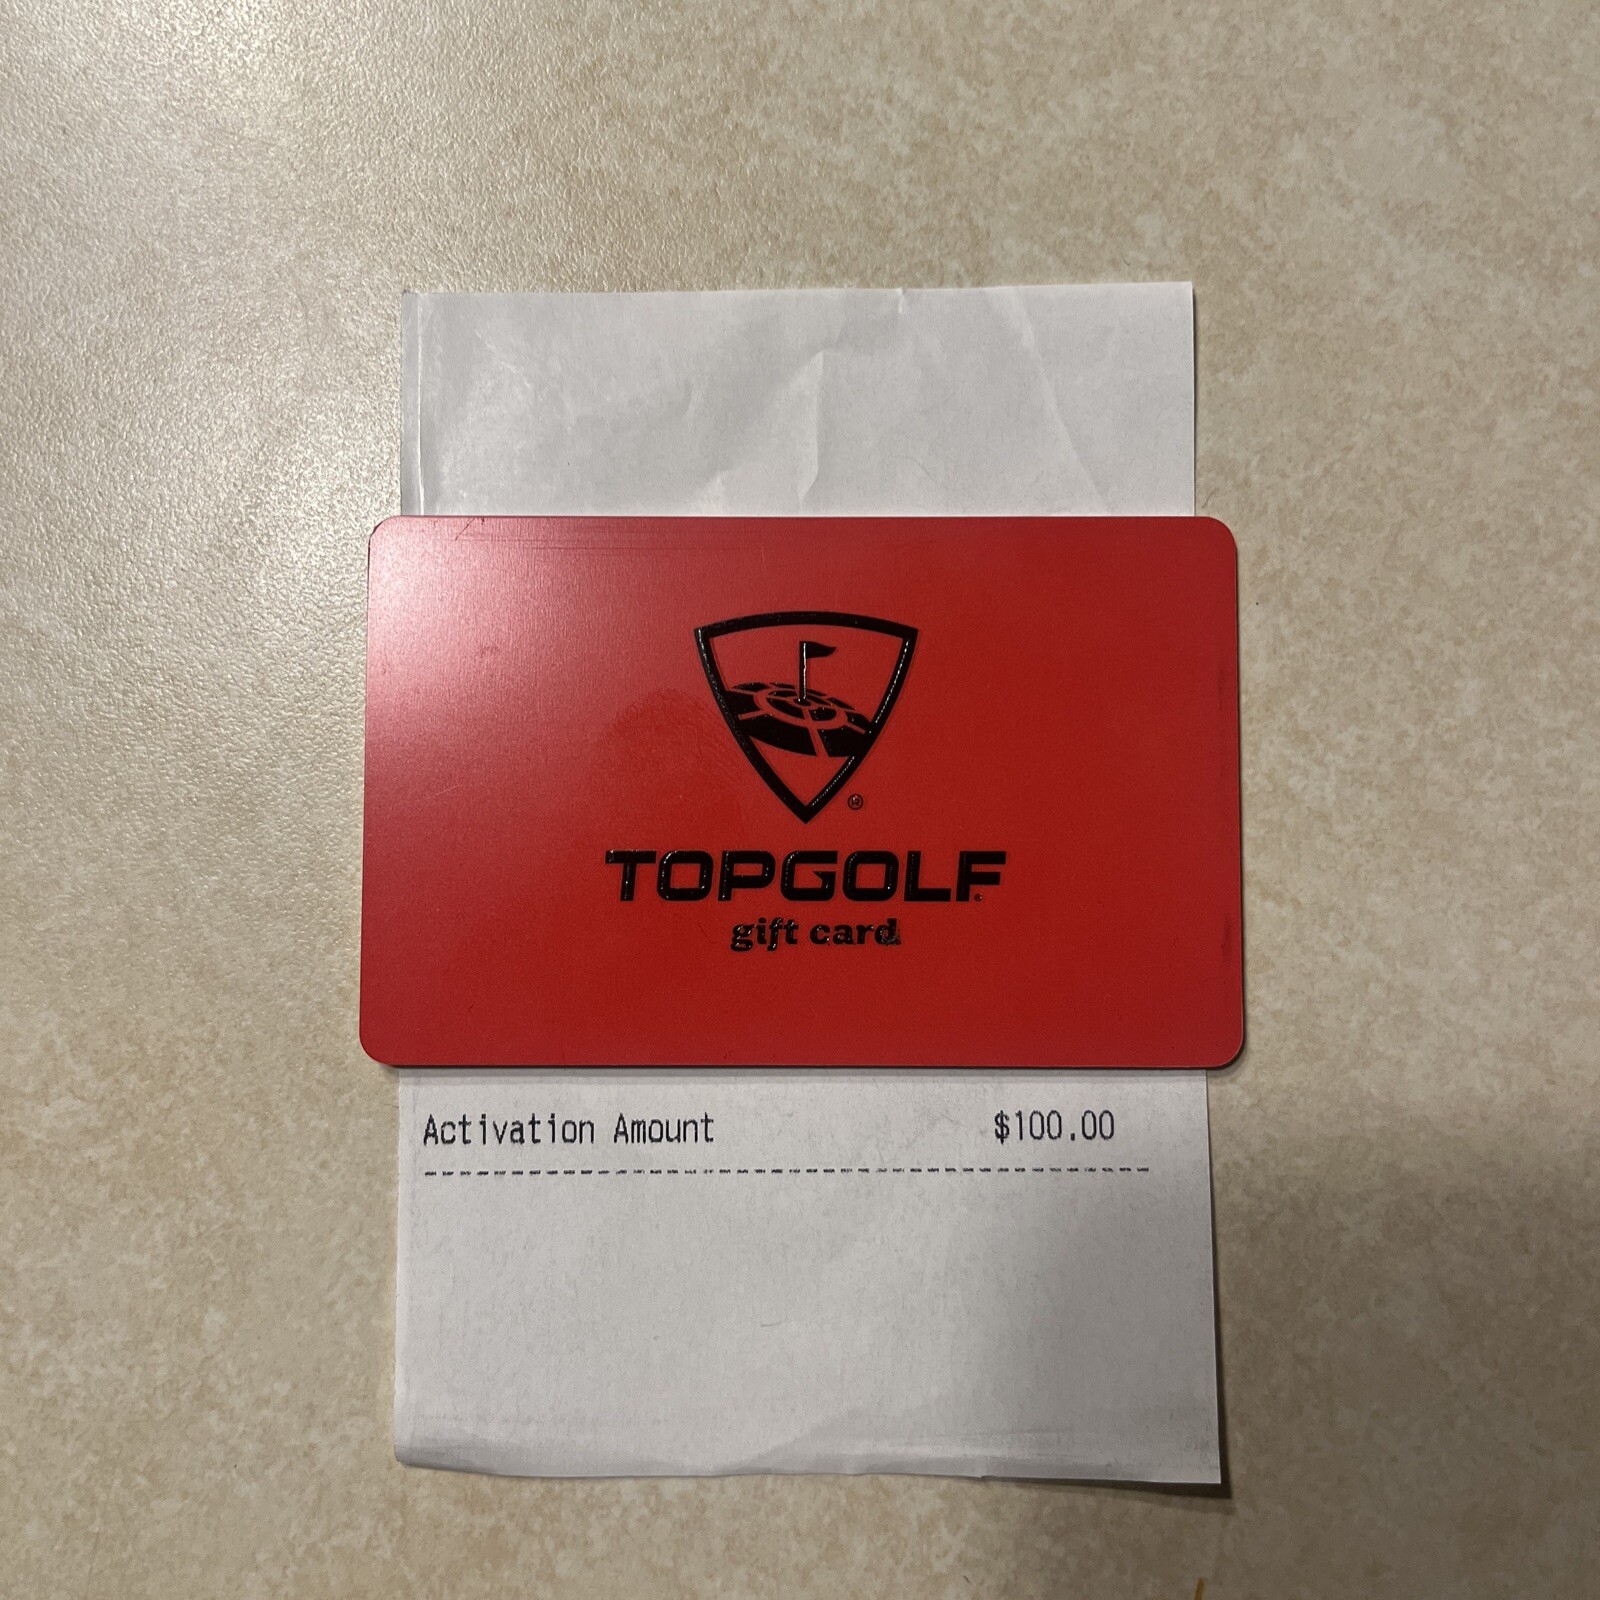 ®
TOPGOLF®
gift card
Activation Amount $100.00